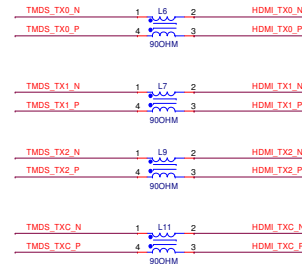 TMDS_TX0_N 1 L6 2 HDMI_TX0_N
TMDS_TX0_P 4 3 HDMI_TX0_P
90OHM
TMDS_TX1_N 1 L7 2 HDMI_TX1_N
TMDS_TX1_P 4 3 HDMI_TX1_P
90OHM
TMDS_TX2_N 1 L9 2 HDMI_TX2_N
TMDS_TX2_P 4 3 HDMI_TX2_P
90OHM
TMDS_TXC_N 1 L11 2 HDMI_TXC_N
TMDS_TXC_P 4 3 HDMI_TXC_P
90OHM